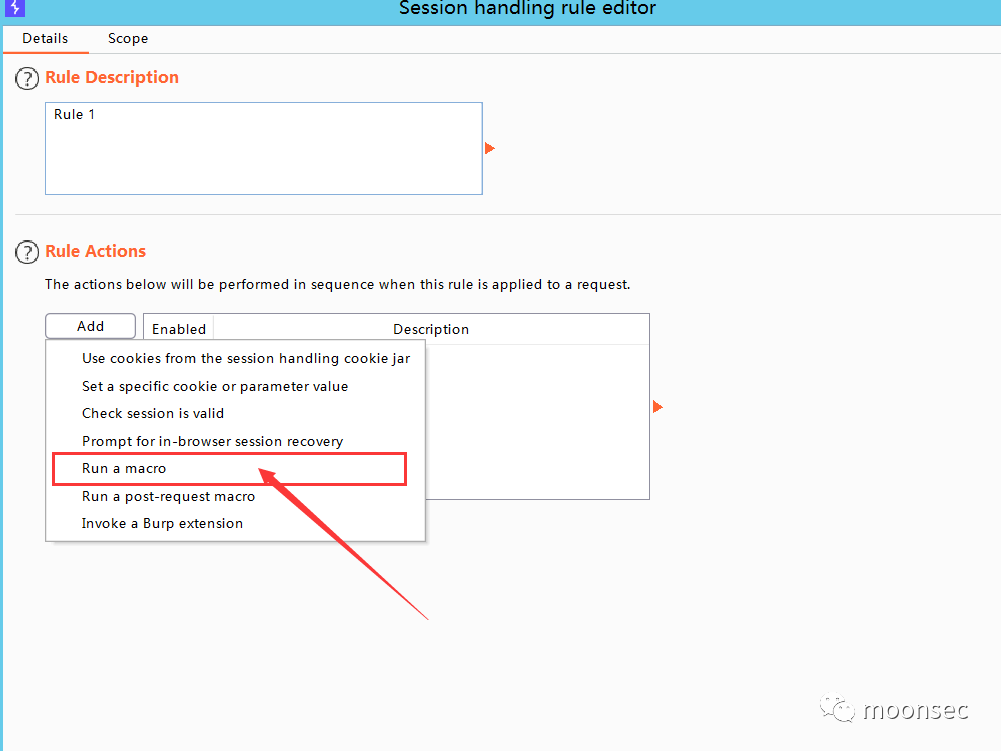 Session handling rule editor
Details Scope
? Rule Description
Rule 1
? Rule Actions
The actions below will be performed in sequence when this rule is applied to a request.
Add Enabled Description
Use cookies from the session handling cookie jar
Set a specific cookie or parameter value
Check session is valid
Prompt for in-browser session recovery
Run a macro
Run a post-request macro
Invoke a Burp extension
moonsec